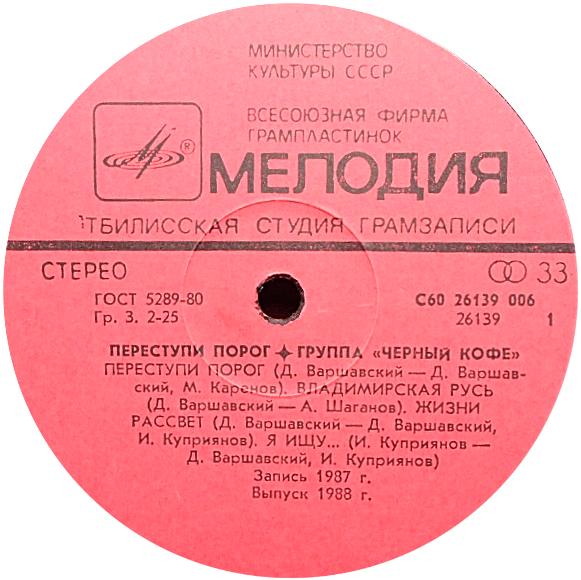 МИНИСТЕРСТВО
КУЛЬТУРЫ СССР
ВСЕСОЮЗНАЯ ФИРМА
ГРАМПЛАСТИНОК
®
МЕЛОДИЯ
ТБИЛИССКАЯ СТУДИЯ ГРАМЗАПИСИ
СТЕРЕО
33
ГОСТ 5289-80
С60 26139 006
Гр. 3. 2-25
26139 1
ПЕРЕСТУПИ ПОРОГ ✦ ГРУППА «ЧЕРНЫЙ КОФЕ»
ПЕРЕСТУПИ ПОРОГ (Д. Варшавский — Д. Варшав-
ский, М. Каренов). ВЛАДИМИРСКАЯ РУСЬ
(Д. Варшавский — А. Шаганов). ЖИЗНИ
РАССВЕТ (Д. Варшавский — Д. Варшавский,
И. Куприянов). Я ИЩУ... (И. Куприянов —
Д. Варшавский, И. Куприянов)
Запись 1987 г.
Выпуск 1988 г.